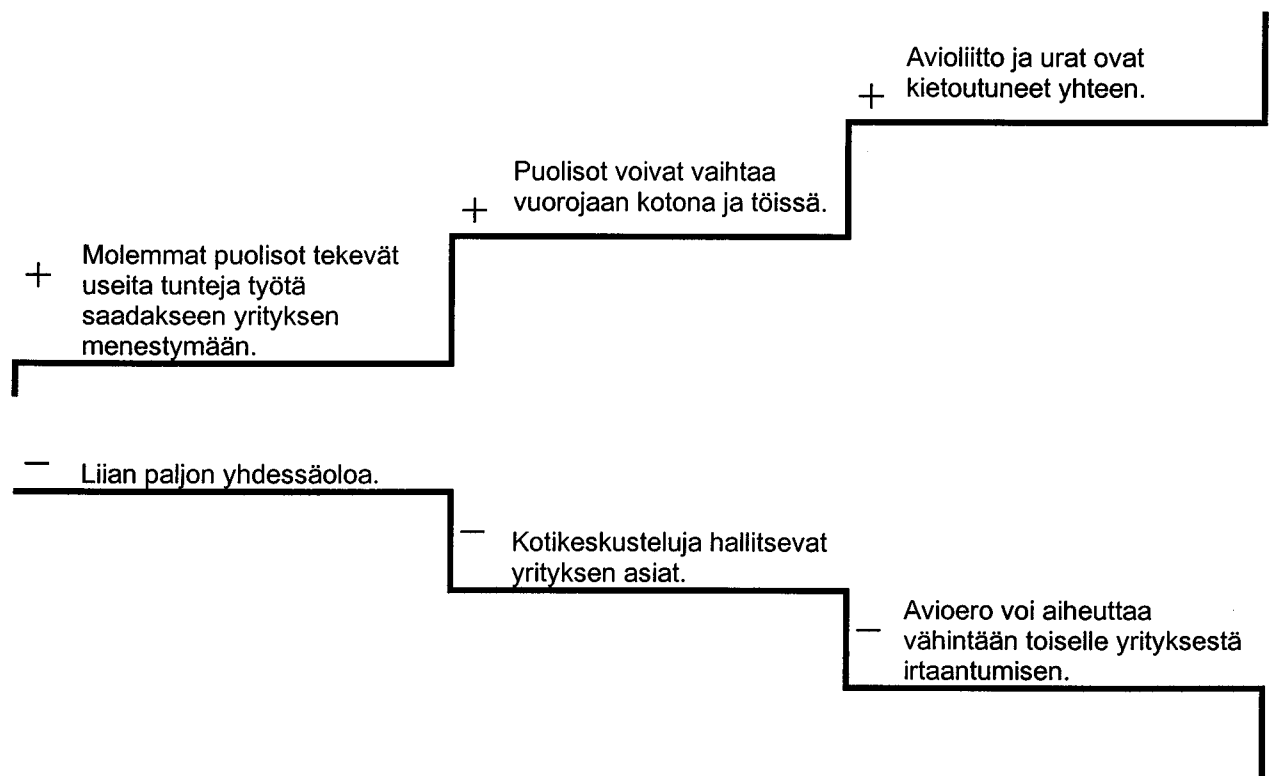 Avioliitto ja urat ovat
+ kietoutuneet yhteen.
Puolisot voivat vaihtaa
+ vuorojaan kotona ja töissä.
+ Molemmat puolisot tekevät
useita tunteja työtä
saadakseen yrityksen
menestymään.
− Liian paljon yhdessäoloa.
− Kotikeskusteluja hallitsevat
yrityksen asiat.
Avioero voi aiheuttaa
− vähintään toiselle yrityksestä
irtaantumisen.